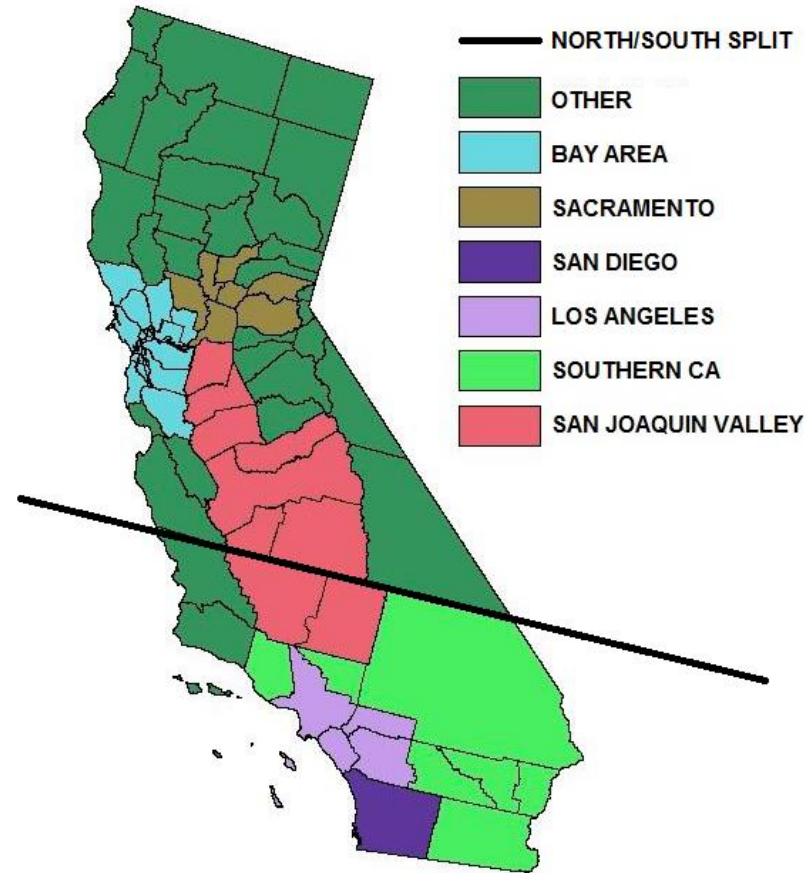 NORTH/SOUTH SPLIT
OTHER
BAY AREA
SACRAMENTO
SAN DIEGO
LOS ANGELES
SOUTHERN CA
SAN JOAQUIN VALLEY